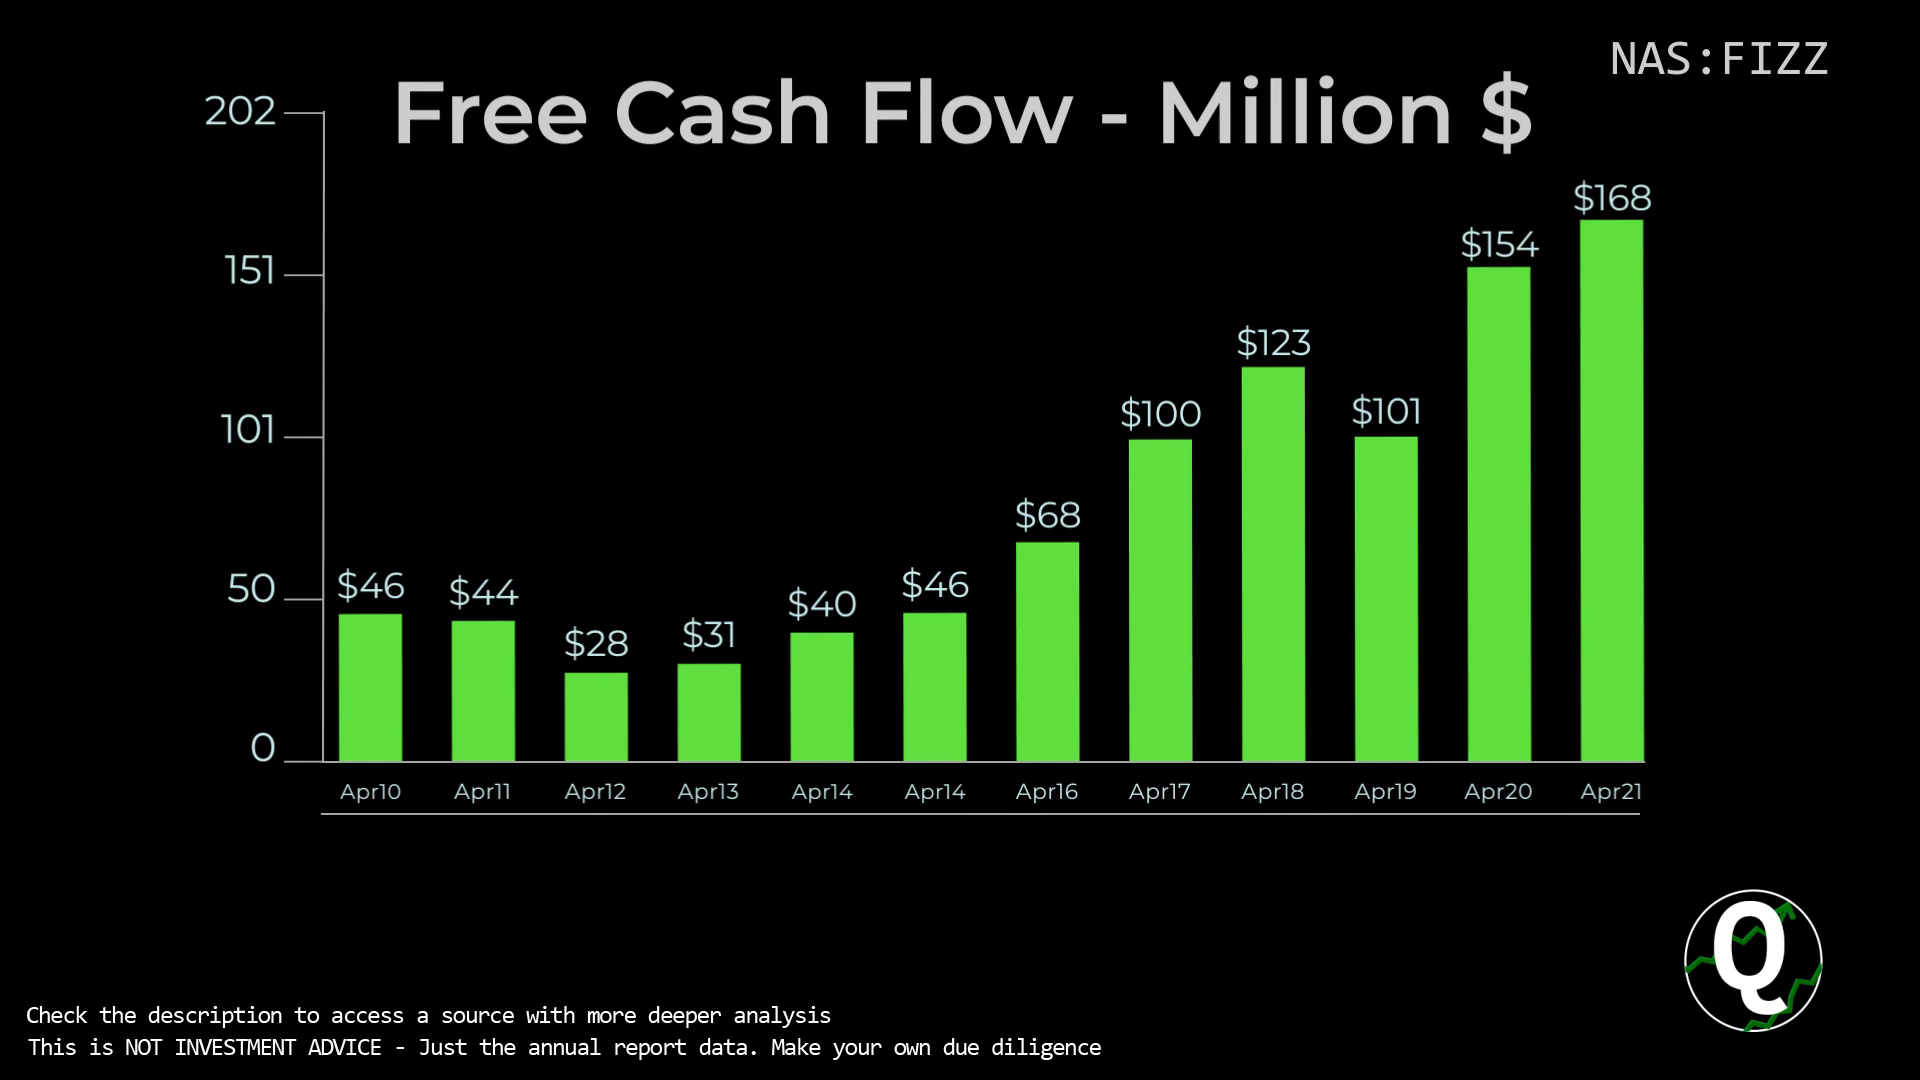 NAS:FIZZ
Free Cash Flow - Million $
202
151
101
50
0
$46
$44
$28
$31
$40
$46
$68
$100
$123
$101
$154
$168
Apr10 Apr11 Apr12 Apr13 Apr14 Apr14 Apr16 Apr17 Apr18 Apr19 Apr20 Apr21
Q
Check the description to access a source with more deeper analysis
This is NOT INVESTMENT ADVICE - Just the annual report data. Make your own due diligence